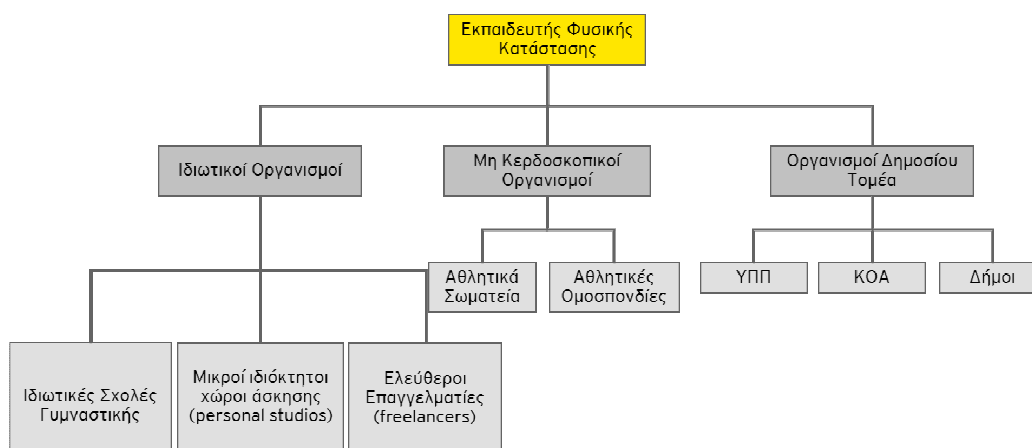 Εκπαιδευτής Φυσικής
Κατάστασης
Ιδιωτικοί Οργανισμοί
Μη Κερδοσκοπικοί
Οργανισμοί
Οργανισμοί Δημοσίου
Τομέα
Αθλητικά
Σωματεία
Αθλητικές
Ομοσπονδίες
ΥΠΠ
ΚΟΑ
Δήμοι
Ιδιωτικές Σχολές
Γυμναστικής
Μικροί ιδιόκτητοι
χώροι άσκησης
(personal studios)
Ελεύθεροι
Επαγγελματίες
(freelancers)